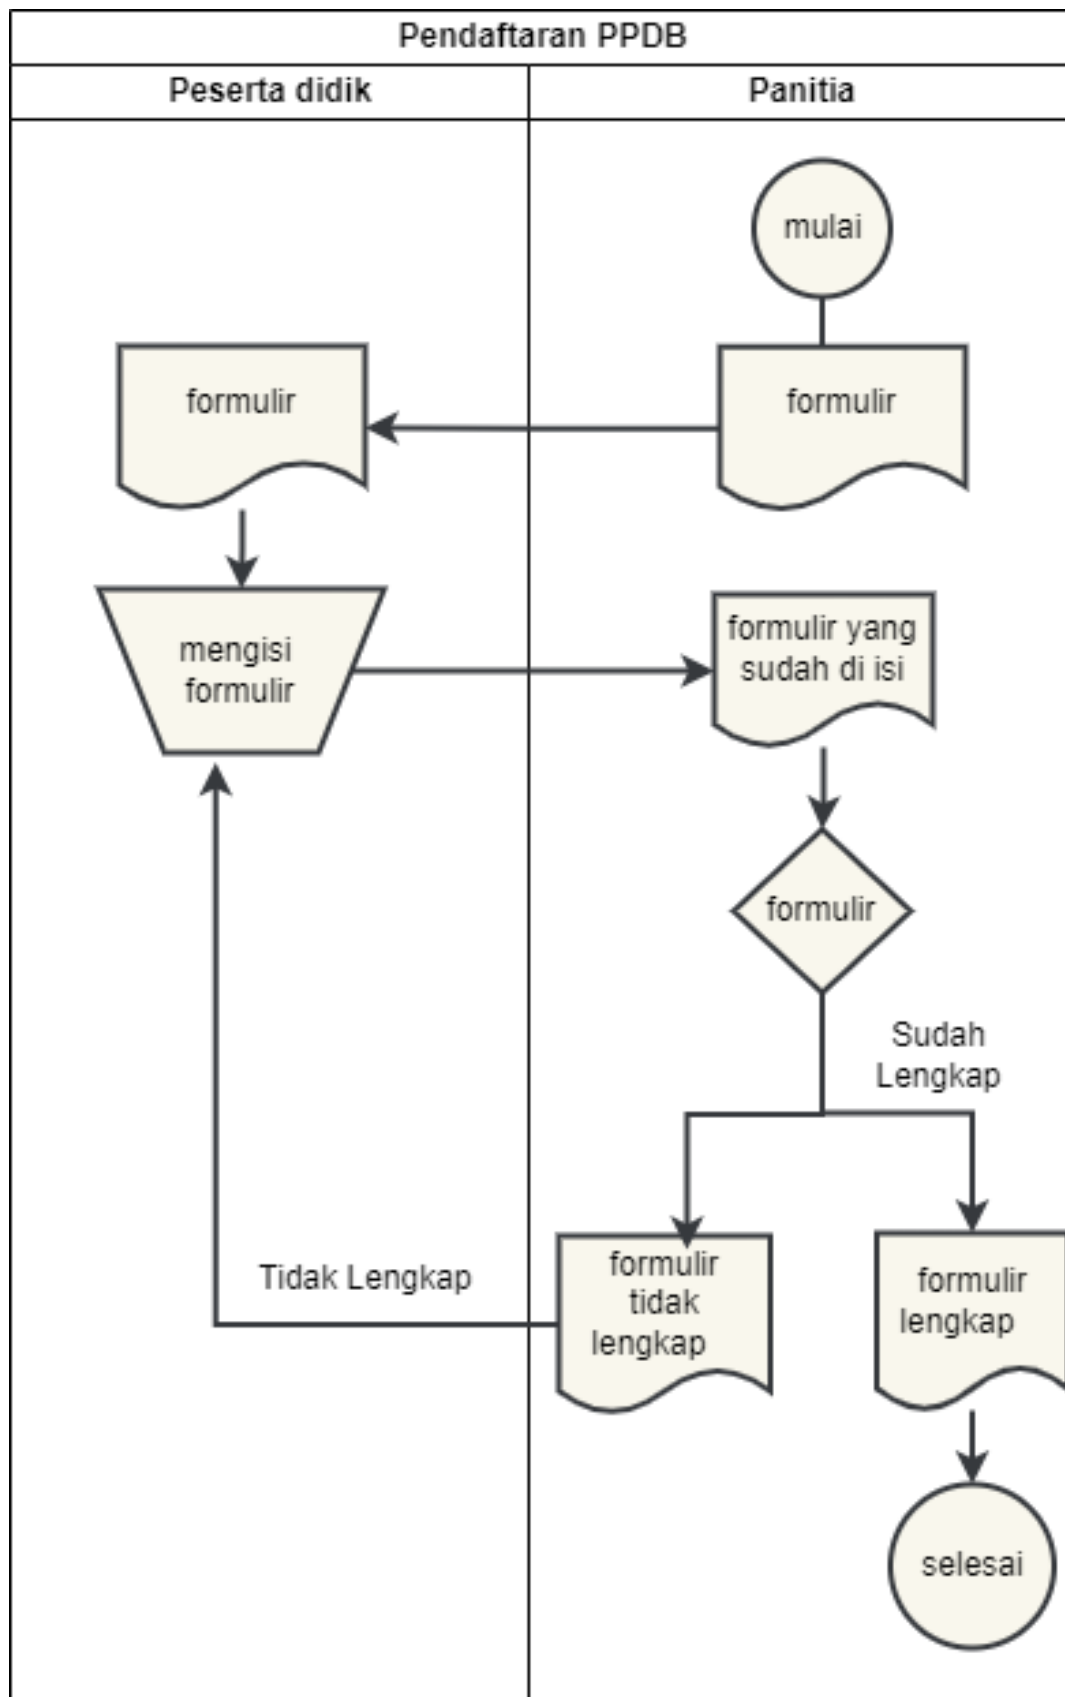 Pendaftaran PPDB
Peserta didik
Panitia
mulai
formulir
formulir
mengisi
formulir
formulir yang
sudah di isi
formulir
Sudah
Lengkap
Tidak Lengkap
formulir
tidak
lengkap
formulir
lengkap
selesai